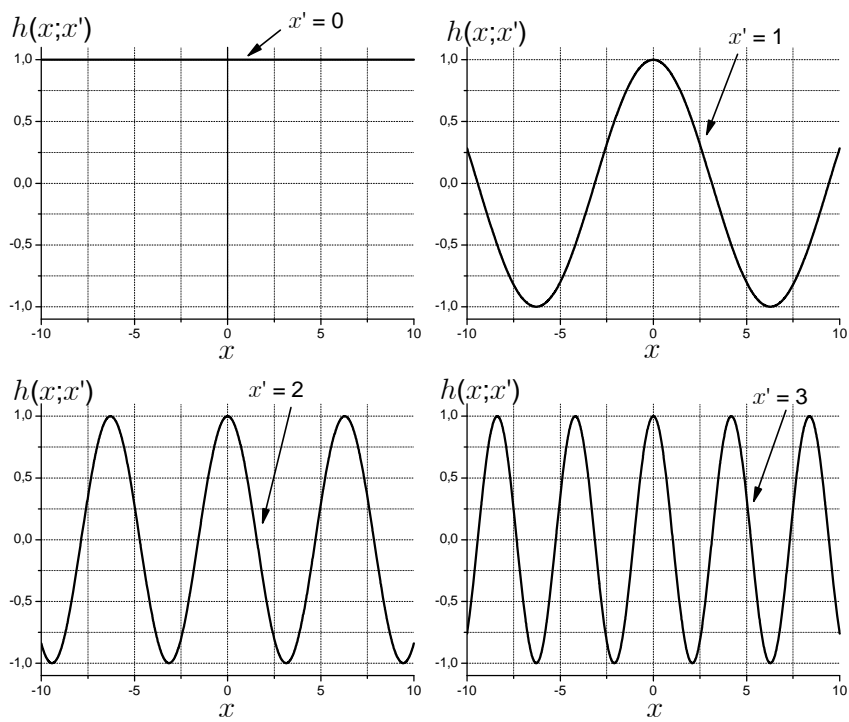 h(x;x')
x' = 0
1,0
0,5
0,0
-0,5
-1,0
-10 -5 0 5 10
x
h(x;x')
x' = 1
1,0
0,5
0,0
-0,5
-1,0
-10 -5 0 5 10
x
h(x;x')
x' = 2
1,0
0,5
0,0
-0,5
-1,0
-10 -5 0 5 10
x
h(x;x')
x' = 3
1,0
0,5
0,0
-0,5
-1,0
-10 -5 0 5 10
x